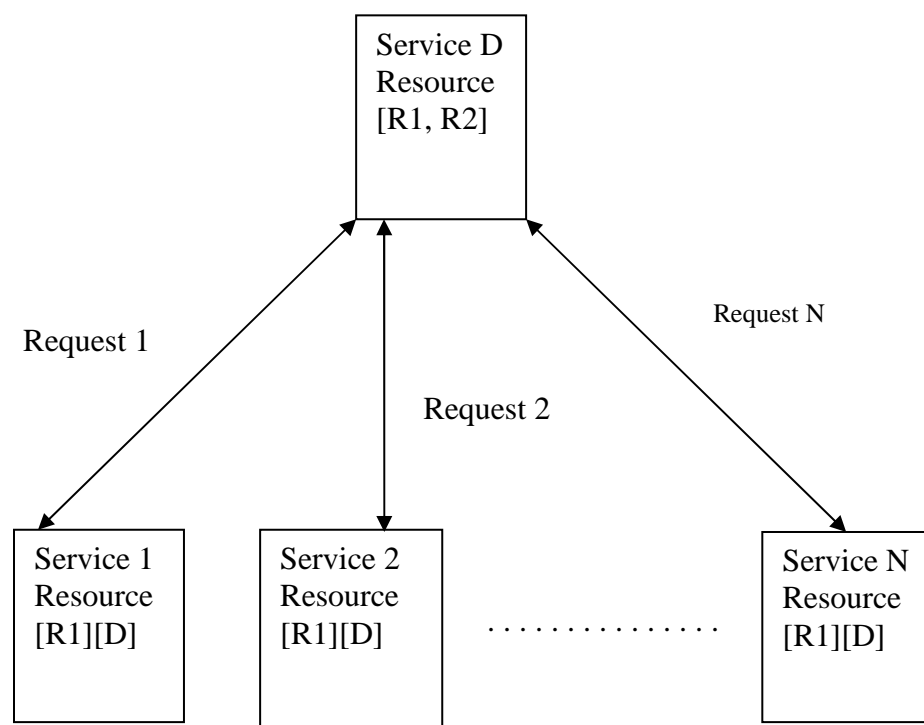 Service D
Resource
[R1, R2]
Request N
Request 1
Request 2
Service 1
Resource
[R1][D]
Service 2
Resource
[R1][D]
. . . . . . . . . . . . . . .
Service N
Resource
[R1][D]